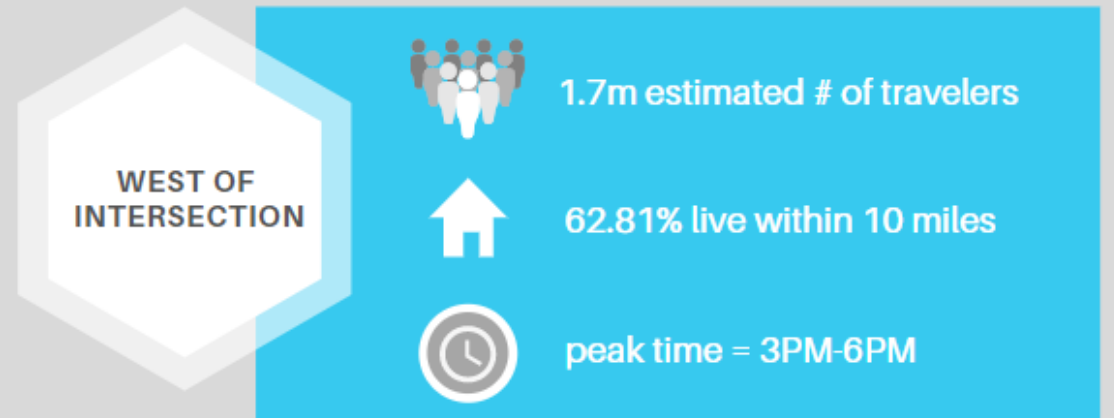 WEST OF
INTERSECTION
1.7m estimated # of travelers
62.81% live within 10 miles
peak time = 3PM-6PM